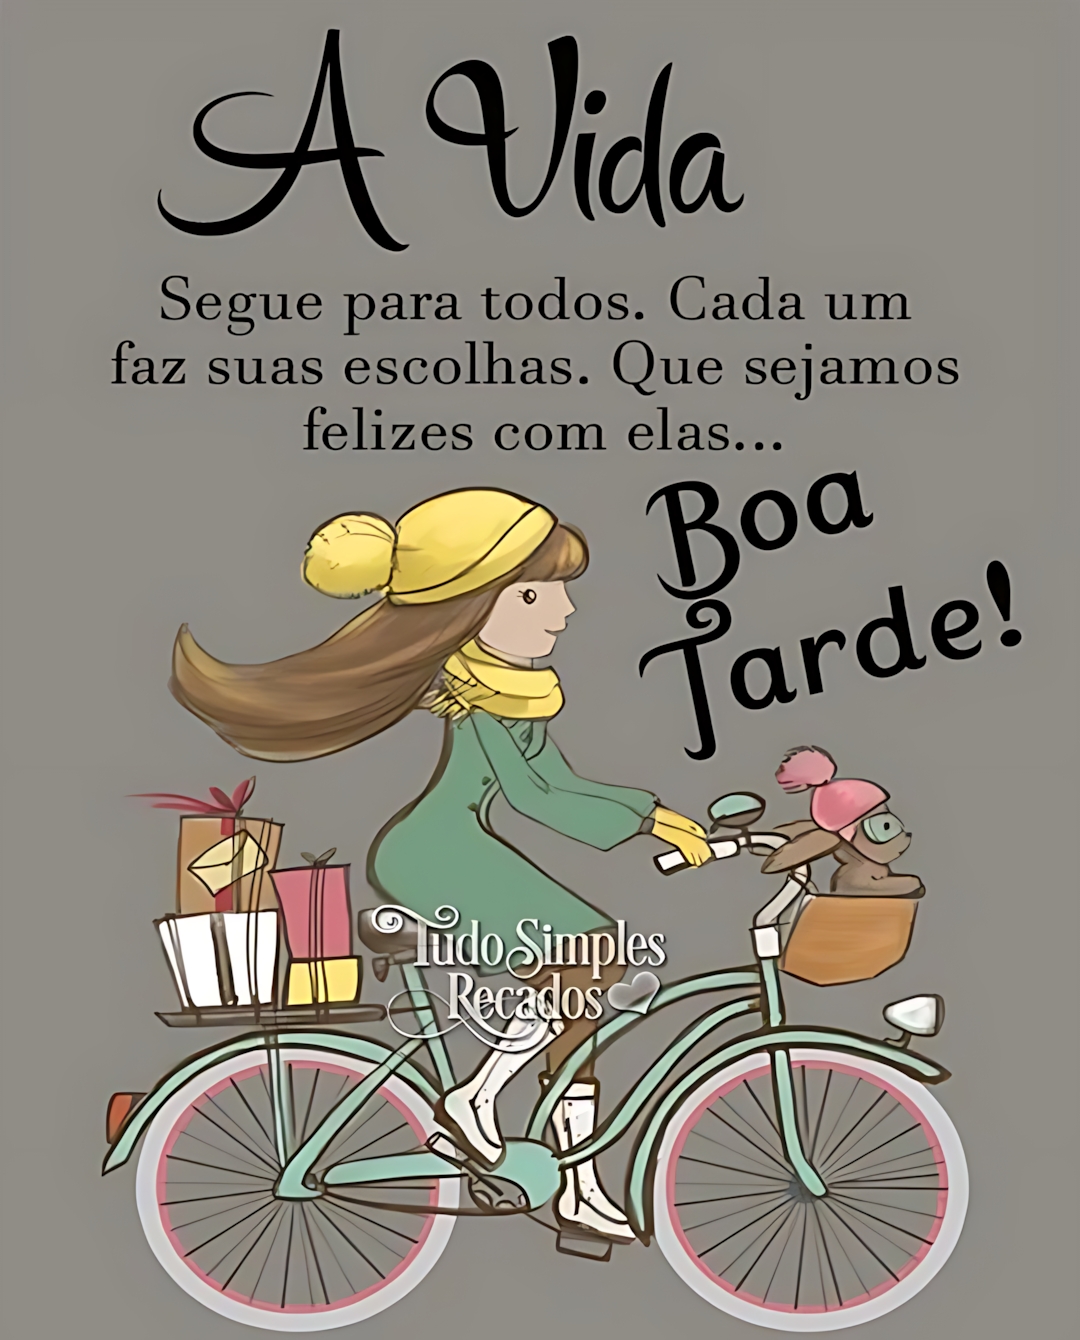 A Vida
Segue para todos. Cada um
faz suas escolhas. Que sejamos
felizes com elas...
Boa
Tarde!
Tudo Simples
Recados